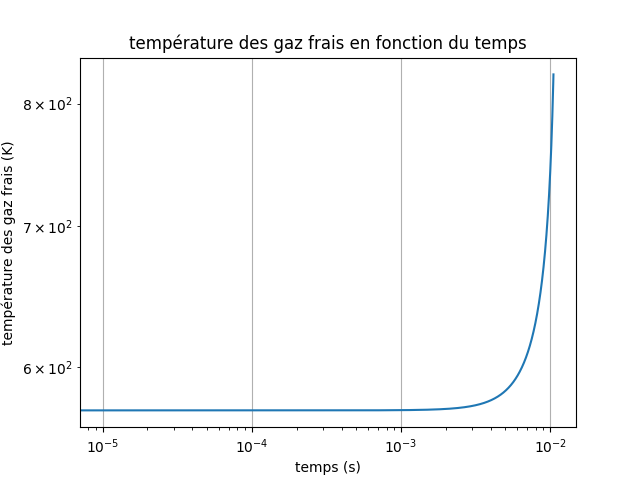 température des gaz frais en fonction du temps
température des gaz frais (K)
8 × 10²
7 × 10²
6 × 10²
10⁻⁵ 10⁻⁴ 10⁻³ 10⁻²
temps (s)